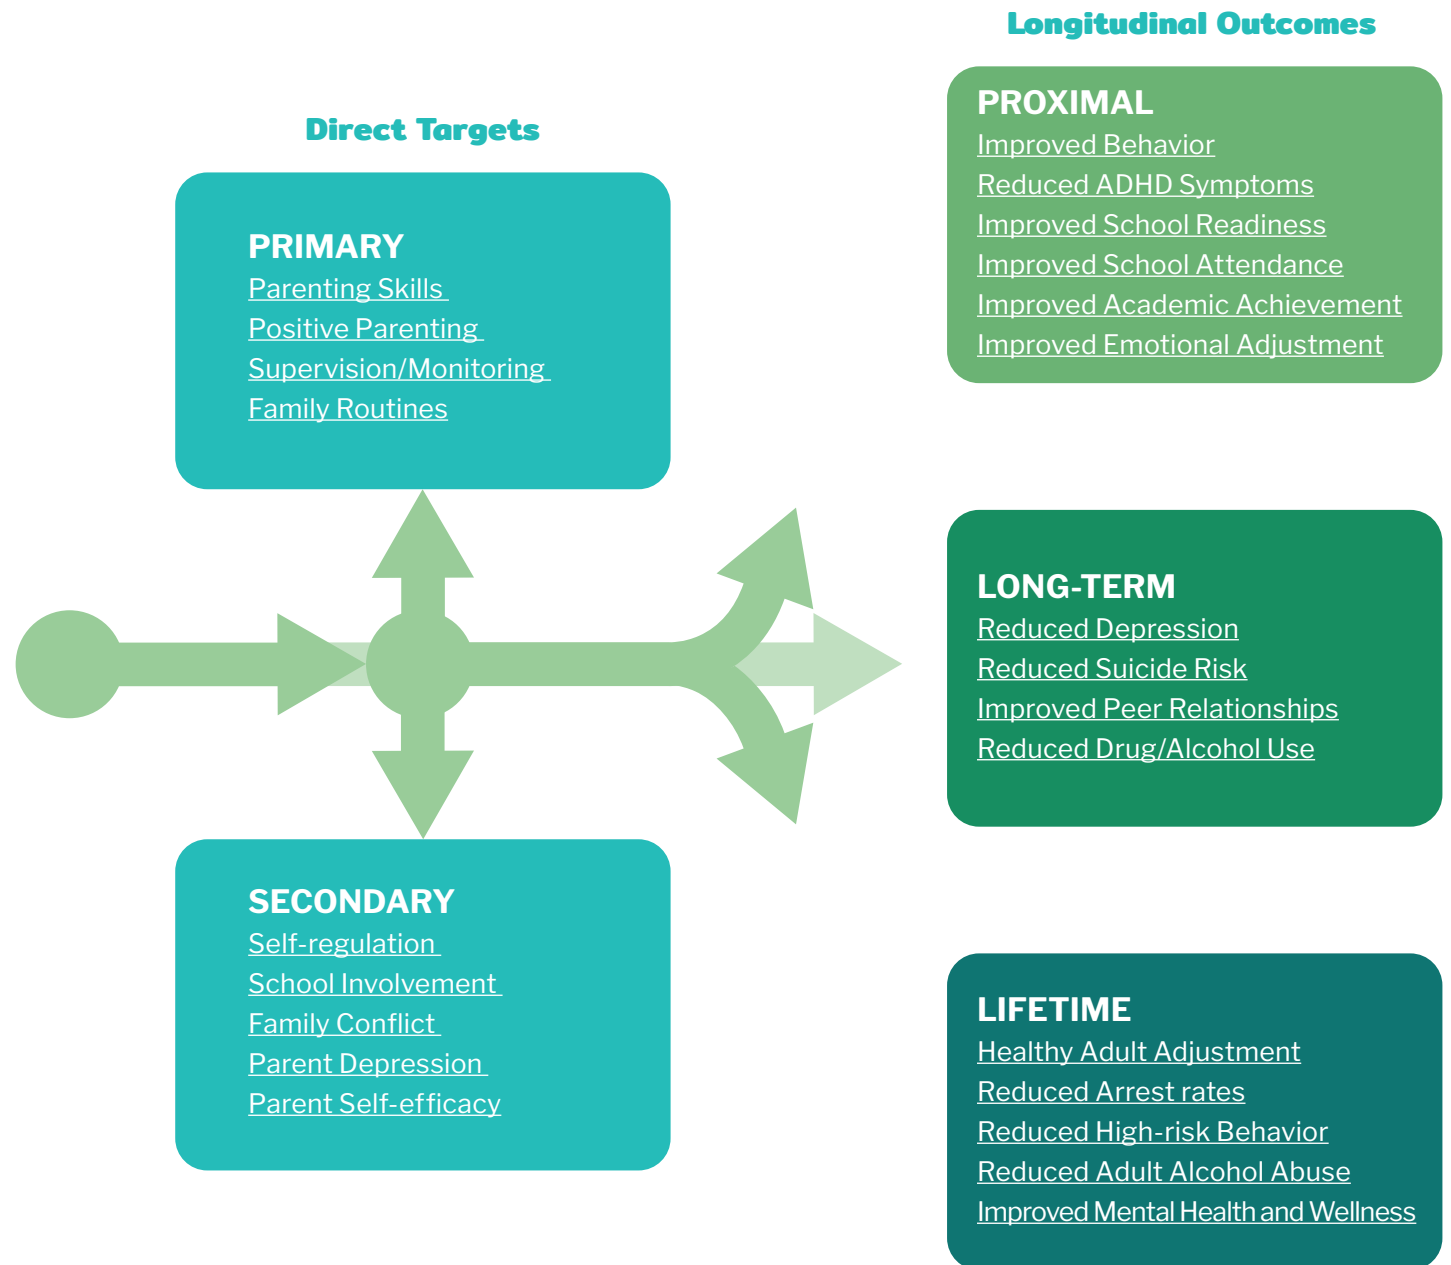 Direct Targets
PRIMARY
Parenting Skills
Positive Parenting
Supervision/Monitoring
Family Routines
SECONDARY
Self-regulation
School Involvement
Family Conflict
Parent Depression
Parent Self-efficacy
Longitudinal Outcomes
PROXIMAL
Improved Behavior
Reduced ADHD Symptoms
Improved School Readiness
Improved School Attendance
Improved Academic Achievement
Improved Emotional Adjustment
LONG-TERM
Reduced Depression
Reduced Suicide Risk
Improved Peer Relationships
Reduced Drug/Alcohol Use
LIFETIME
Healthy Adult Adjustment
Reduced Arrest rates
Reduced High-risk Behavior
Reduced Adult Alcohol Abuse
Improved Mental Health and Wellness